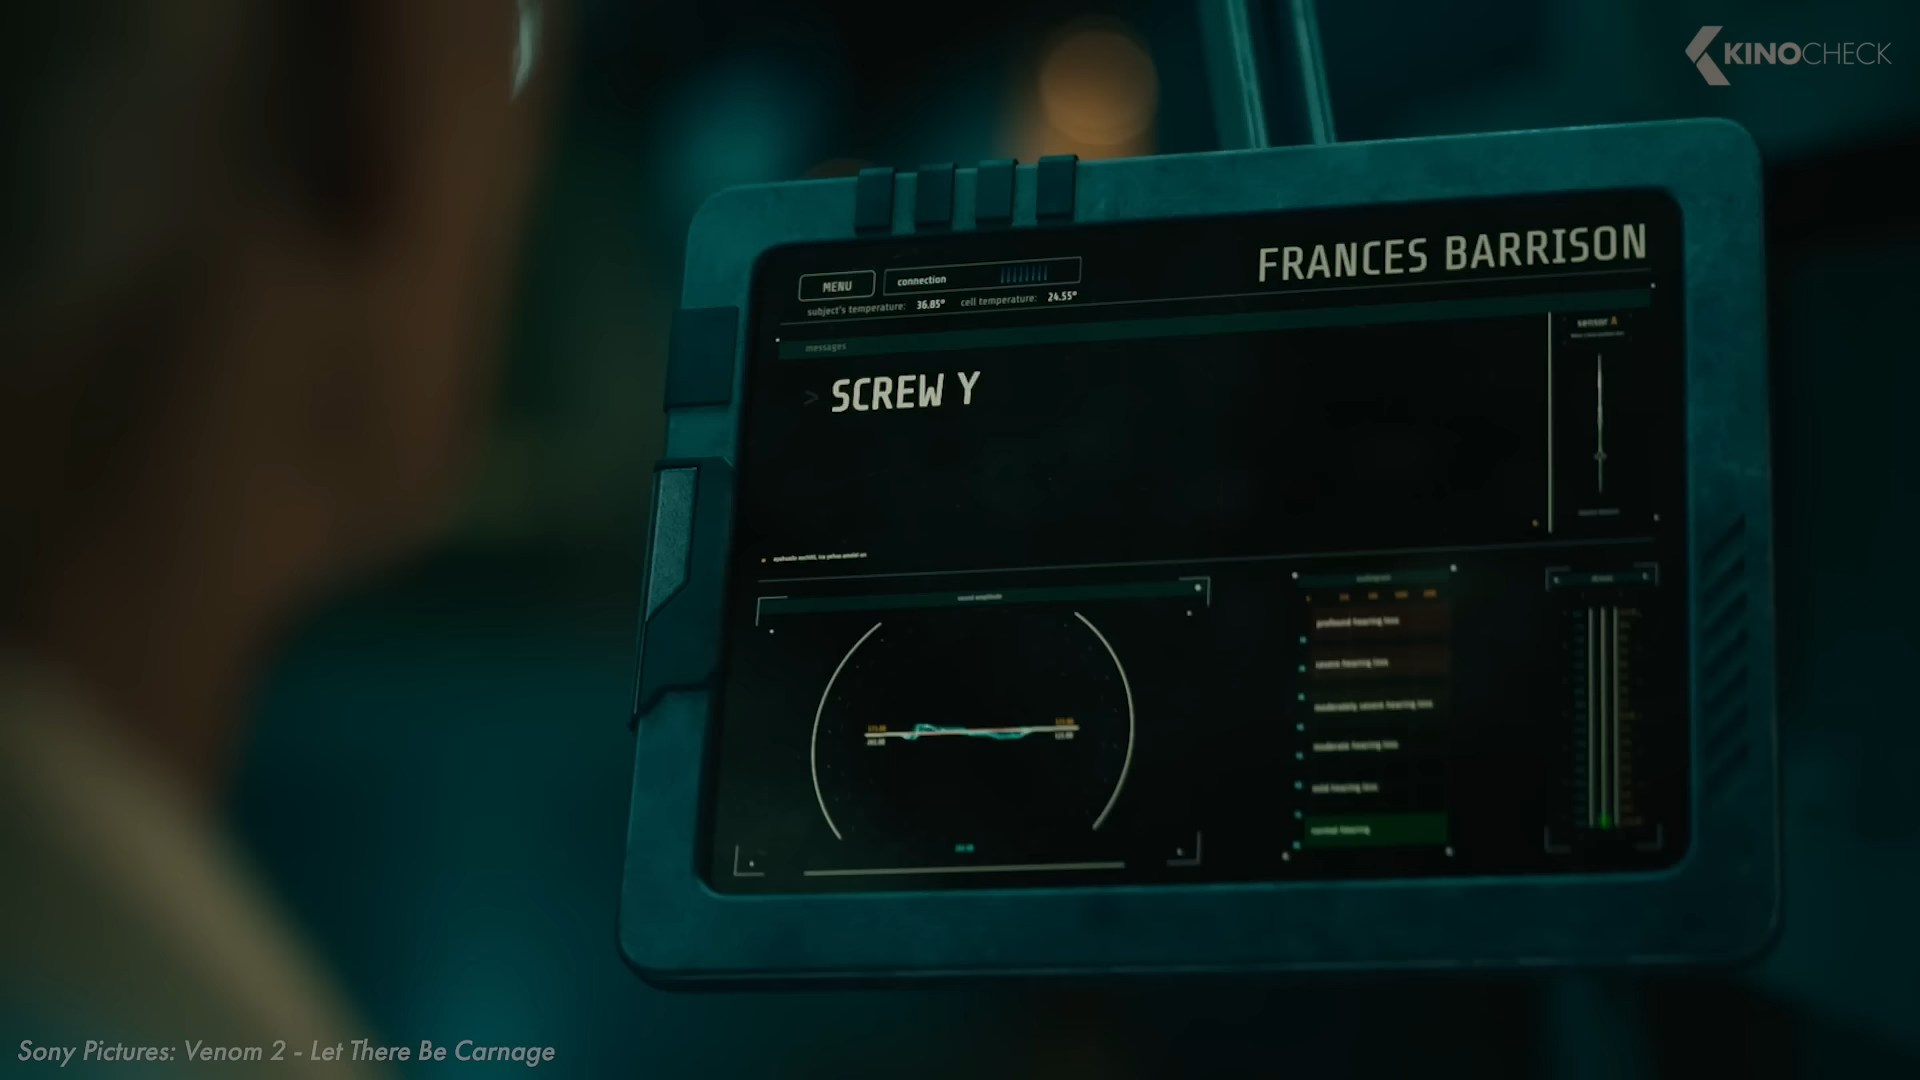 KINOCHECK
FRANCES BARRISON
MENU
connection
subject's temperature: 36.85° cell temperature: 24.55°
messages
sensor A
> SCREW Y
sound amplitude
profound hearing loss
severe hearing loss
moderately severe hearing loss
moderate hearing loss
mild hearing loss
normal hearing
Sony Pictures: Venom 2 - Let There Be Carnage